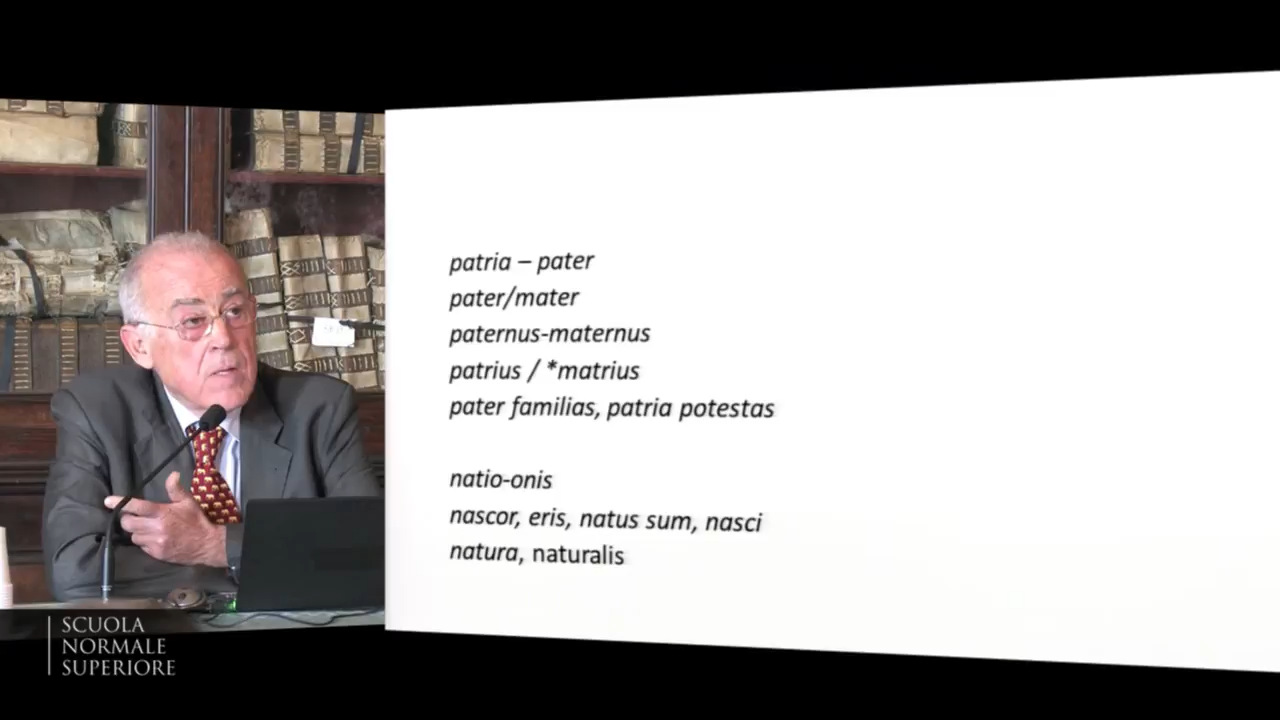 patria – pater
pater/mater
paternus-maternus
patrius / *matrius
pater familias, patria potestas
natio-onis
nascor, eris, natus sum, nasci
natura, naturalis
SCUOLA
NORMALE
SUPERIORE